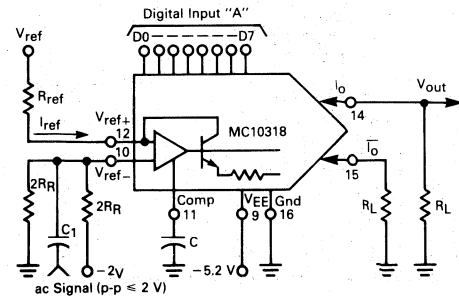 Digital Input "A"
D0 D7
Vref
Rref
Iref
Vref+
12
10
Vref−
MC10318
Io
14
Vout
Io
15
2RR
C1
2RR
Comp
11
C
VEE
9
Gnd
16
RL
RL
−2V
−5.2 V
ac Signal (p-p ≤ 2 V)